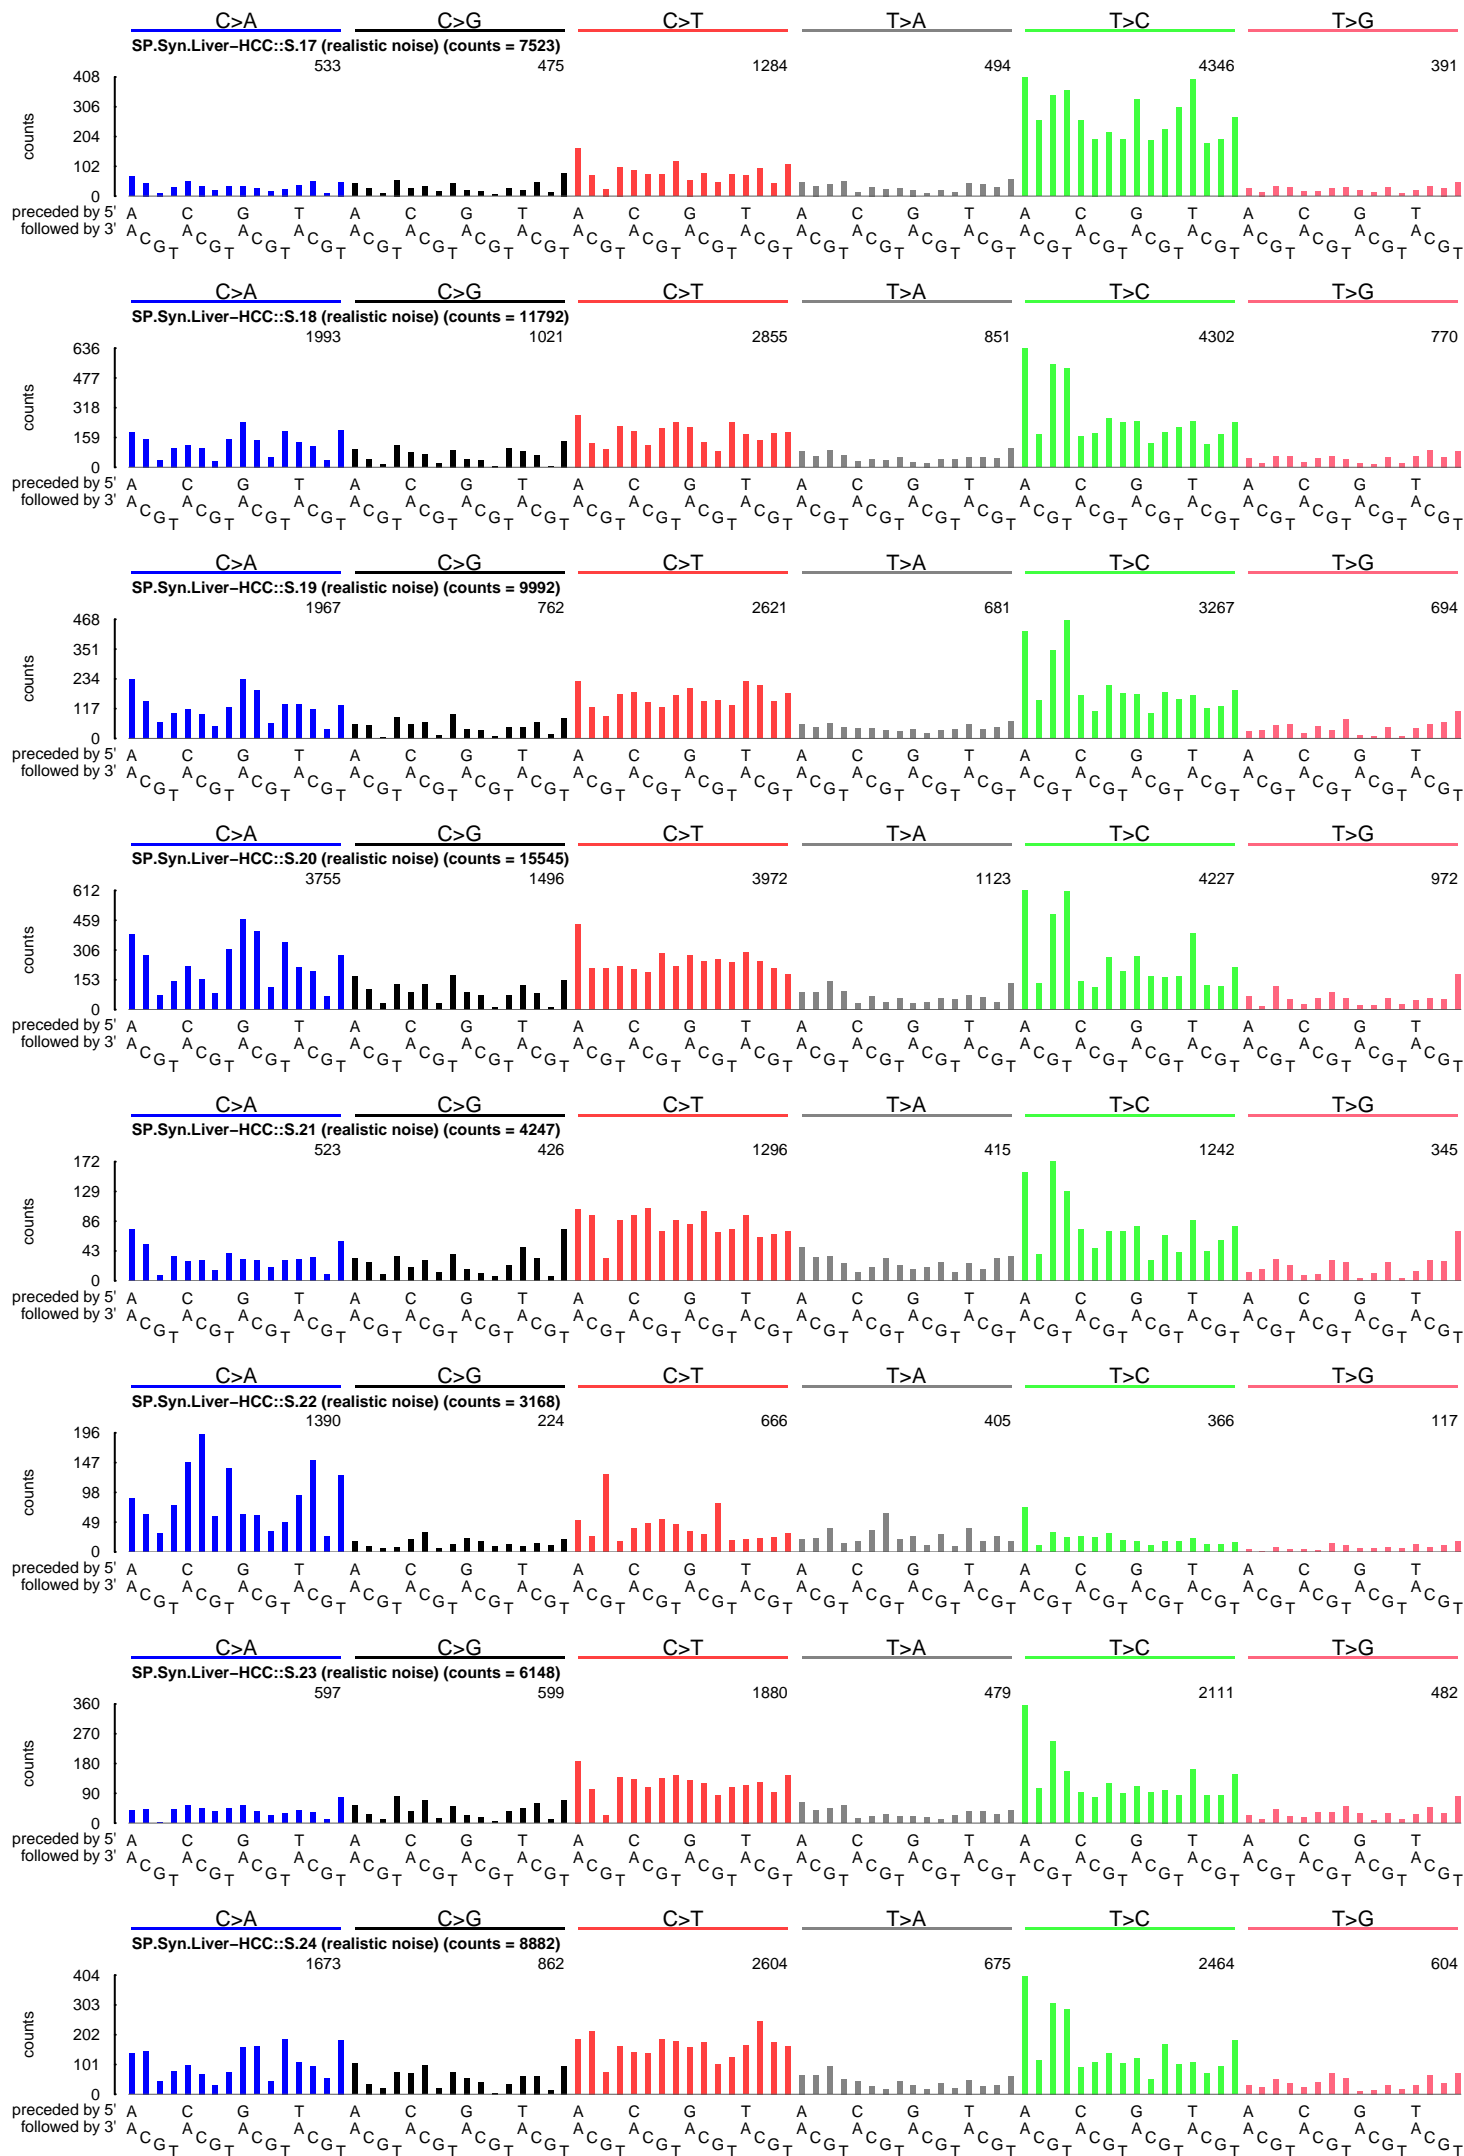 C>A C>G C>T T>A T>C T>G
SP.Syn.Liver−HCC::S.17 (realistic noise) (counts = 7523)
533 475 1284 494 4346 391
408
306
204
102
0
counts
preceded by 5' A C G T A C G T A C G T A C G T A C G T A C G T
followed by 3' A C G T A C G T A C G T A C G T A C G T A C G T A C G T A C G T A C G T A C G T A C G T A C G T A C G T A C G T A C G T A C G T A C G T A C G T A C G T A C G T A C G T A C G T A C G T A C G T
C>A C>G C>T T>A T>C T>G
SP.Syn.Liver−HCC::S.18 (realistic noise) (counts = 11792)
1993 1021 2855 851 4302 770
636
477
318
159
0
counts
preceded by 5' A C G T A C G T A C G T A C G T A C G T A C G T
followed by 3' A C G T A C G T A C G T A C G T A C G T A C G T A C G T A C G T A C G T A C G T A C G T A C G T A C G T A C G T A C G T A C G T A C G T A C G T A C G T A C G T A C G T A C G T A C G T A C G T
C>A C>G C>T T>A T>C T>G
SP.Syn.Liver−HCC::S.19 (realistic noise) (counts = 9992)
1967 762 2621 681 3267 694
468
351
234
117
0
counts
preceded by 5' A C G T A C G T A C G T A C G T A C G T A C G T
followed by 3' A C G T A C G T A C G T A C G T A C G T A C G T A C G T A C G T A C G T A C G T A C G T A C G T A C G T A C G T A C G T A C G T A C G T A C G T A C G T A C G T A C G T A C G T A C G T A C G T
C>A C>G C>T T>A T>C T>G
SP.Syn.Liver−HCC::S.20 (realistic noise) (counts = 15545)
3755 1496 3972 1123 4227 972
612
459
306
153
0
counts
preceded by 5' A C G T A C G T A C G T A C G T A C G T A C G T
followed by 3' A C G T A C G T A C G T A C G T A C G T A C G T A C G T A C G T A C G T A C G T A C G T A C G T A C G T A C G T A C G T A C G T A C G T A C G T A C G T A C G T A C G T A C G T A C G T A C G T
C>A C>G C>T T>A T>C T>G
SP.Syn.Liver−HCC::S.21 (realistic noise) (counts = 4247)
523 426 1296 415 1242 345
172
129
86
43
0
counts
preceded by 5' A C G T A C G T A C G T A C G T A C G T A C G T
followed by 3' A C G T A C G T A C G T A C G T A C G T A C G T A C G T A C G T A C G T A C G T A C G T A C G T A C G T A C G T A C G T A C G T A C G T A C G T A C G T A C G T A C G T A C G T A C G T A C G T
C>A C>G C>T T>A T>C T>G
SP.Syn.Liver−HCC::S.22 (realistic noise) (counts = 3168)
1390 224 666 405 366 117
196
147
98
49
0
counts
preceded by 5' A C G T A C G T A C G T A C G T A C G T A C G T
followed by 3' A C G T A C G T A C G T A C G T A C G T A C G T A C G T A C G T A C G T A C G T A C G T A C G T A C G T A C G T A C G T A C G T A C G T A C G T A C G T A C G T A C G T A C G T A C G T A C G T
C>A C>G C>T T>A T>C T>G
SP.Syn.Liver−HCC::S.23 (realistic noise) (counts = 6148)
597 599 1880 479 2111 482
360
270
180
90
0
counts
preceded by 5' A C G T A C G T A C G T A C G T A C G T A C G T
followed by 3' A C G T A C G T A C G T A C G T A C G T A C G T A C G T A C G T A C G T A C G T A C G T A C G T A C G T A C G T A C G T A C G T A C G T A C G T A C G T A C G T A C G T A C G T A C G T A C G T
C>A C>G C>T T>A T>C T>G
SP.Syn.Liver−HCC::S.24 (realistic noise) (counts = 8882)
1673 862 2604 675 2464 604
404
303
202
101
0
counts
preceded by 5' A C G T A C G T A C G T A C G T A C G T A C G T
followed by 3' A C G T A C G T A C G T A C G T A C G T A C G T A C G T A C G T A C G T A C G T A C G T A C G T A C G T A C G T A C G T A C G T A C G T A C G T A C G T A C G T A C G T A C G T A C G T A C G T